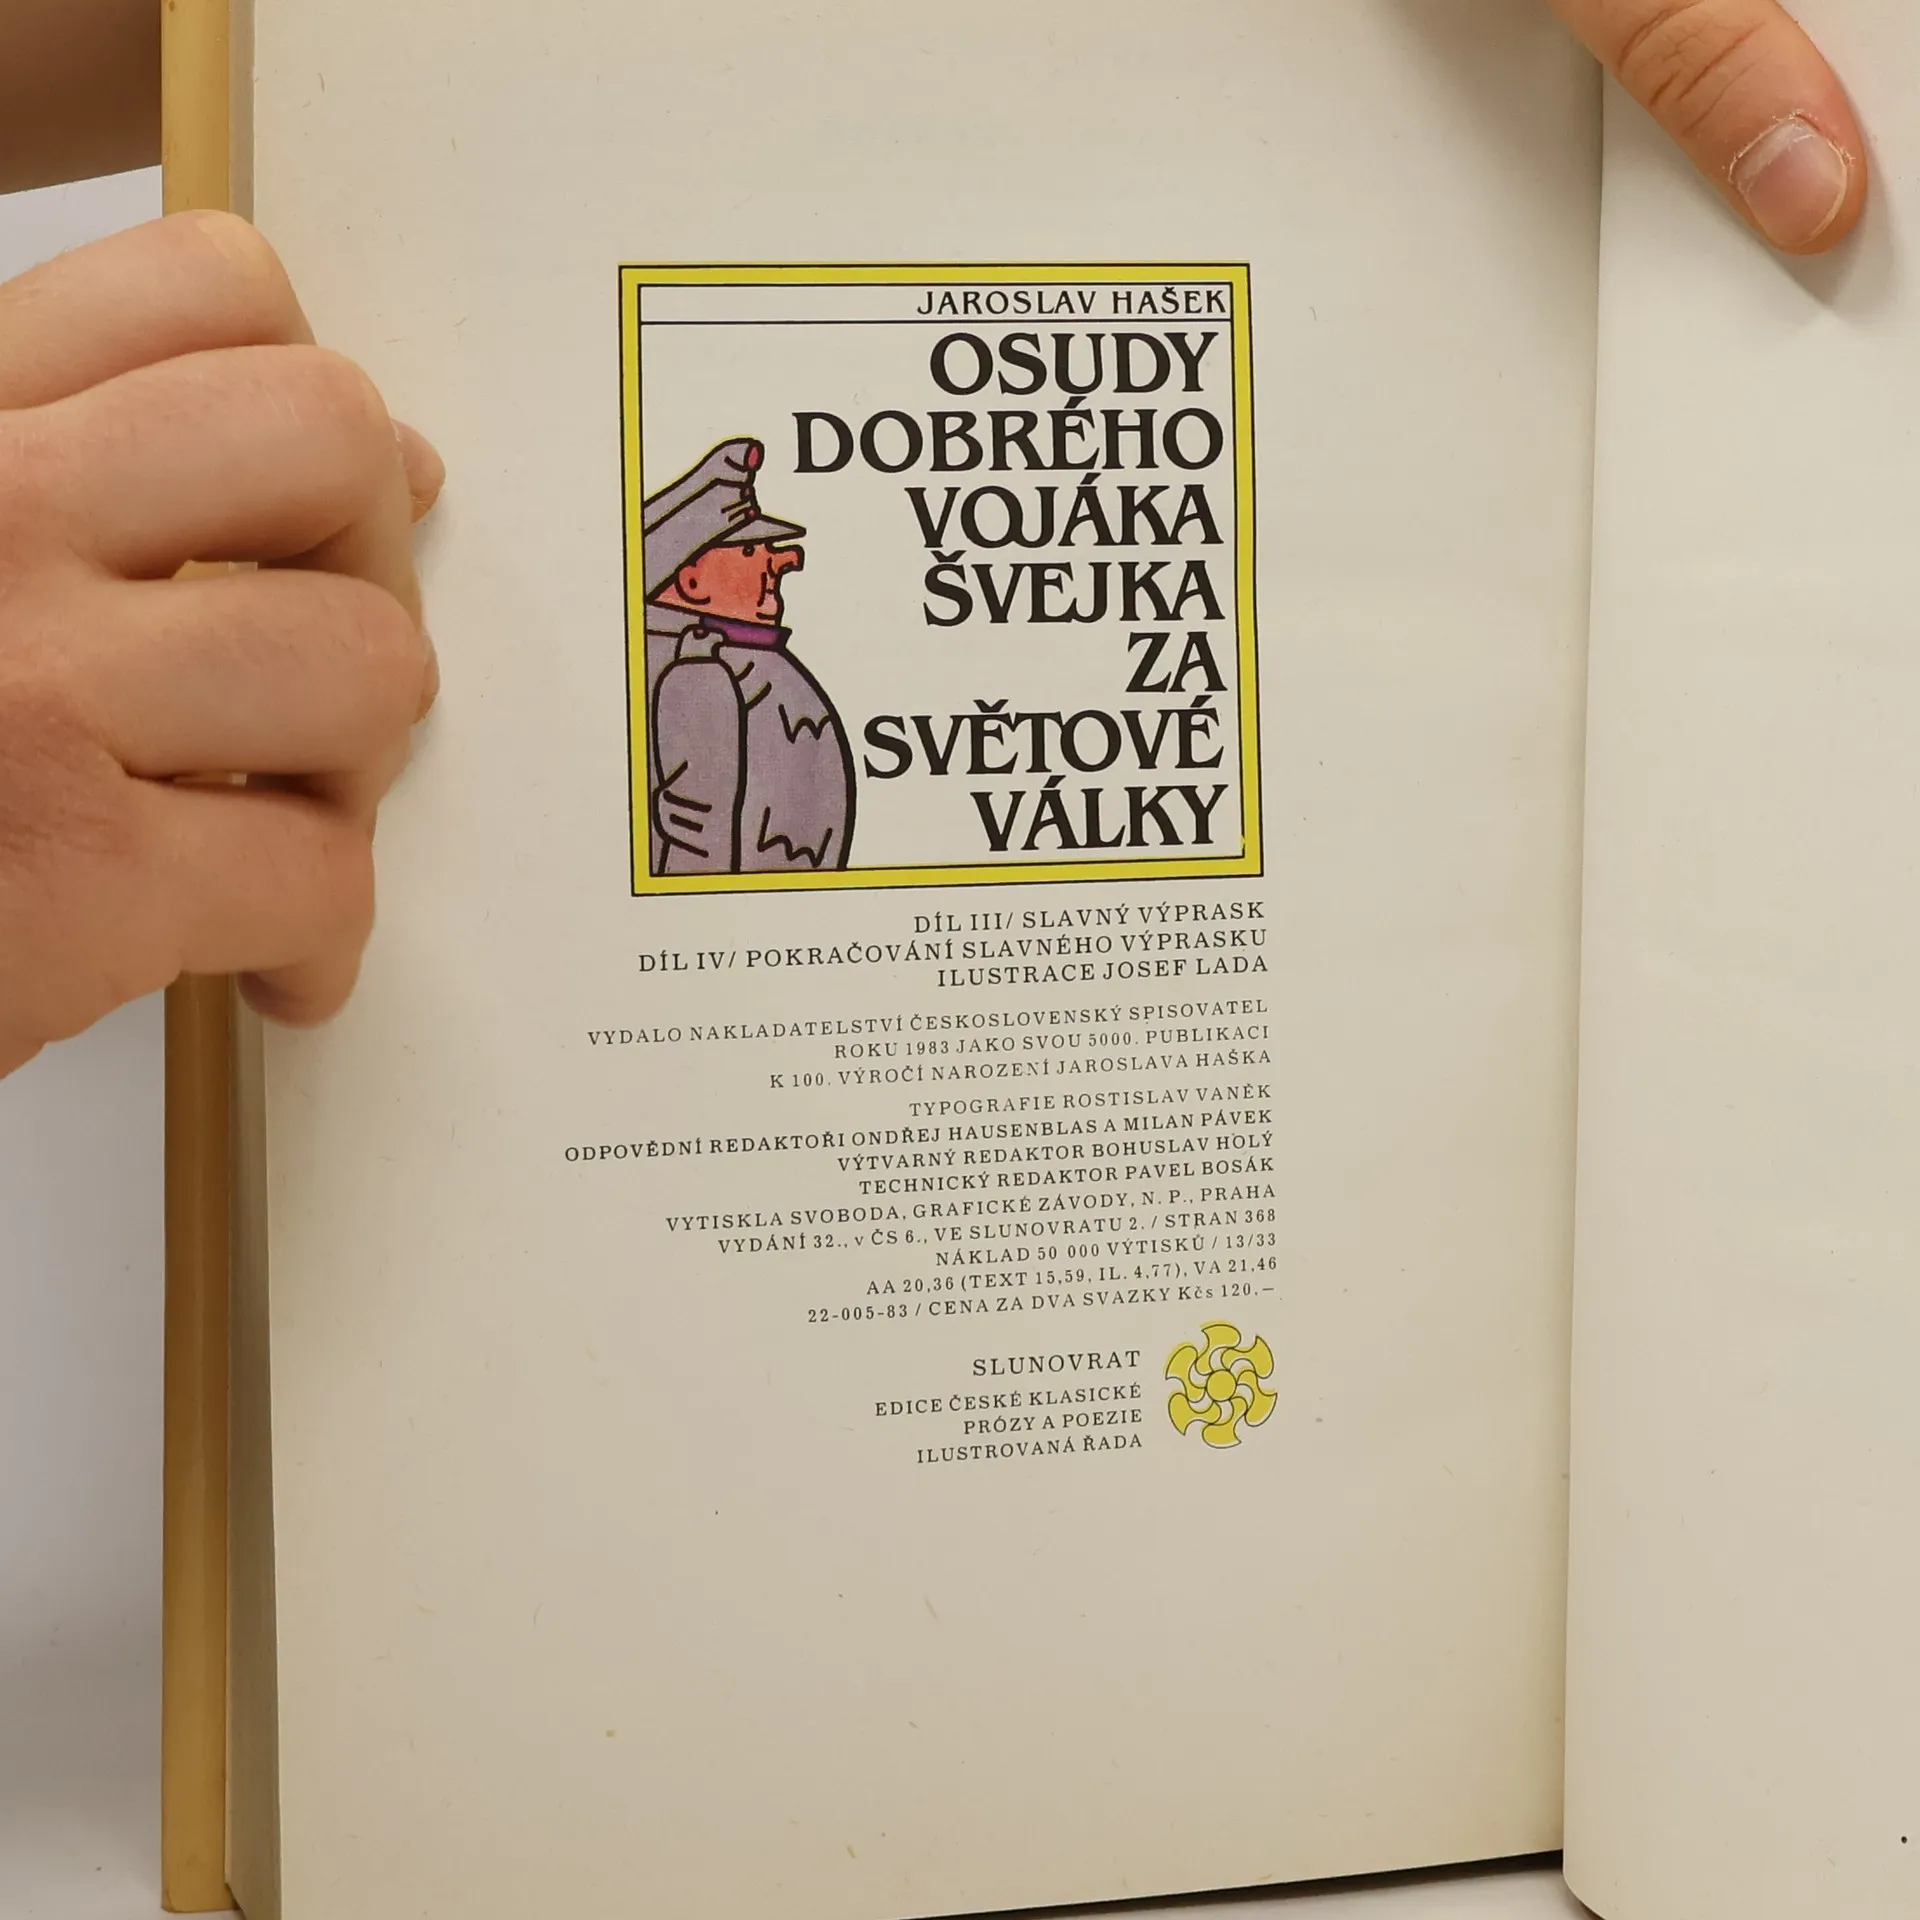 JAROSLAV HAŠEK
OSUDY
DOBRÉHO
VOJÁKA
ŠVEJKA
ZA
SVĚTOVÉ
VÁLKY
DÍL III/ SLAVNÝ VÝPRASK
DÍL IV/ POKRAČOVÁNÍ SLAVNÉHO VÝPRASKU
ILUSTRACE JOSEF LADA
VYDALO NAKLADATELSTVÍ ČESKOSLOVENSKÝ SPISOVATEL
ROKU 1983 JAKO SVOU 5000. PUBLIKACI
K 100. VÝROČÍ NAROZENÍ JAROSLAVA HAŠKA
TYPOGRAFIE ROSTISLAV VANĚK
ODPOVĚDNÍ REDAKTOŘI ONDŘEJ HAUSENBLAS A MILAN PÁVEK
VÝTVARNÝ REDAKTOR BOHUSLAV HOLÝ
TECHNICKÝ REDAKTOR PAVEL BOSÁK
VYTISKLA SVOBODA, GRAFICKÉ ZÁVODY, N. P., PRAHA
VYDÁNÍ 32., v ČS 6., VE SLUNOVRATU 2. / STRAN 368
NÁKLAD 50 000 VÝTISKŮ / 13/33
AA 20,36 (TEXT 15,59, IL. 4,77), VA 21,46
22-005-83 / CENA ZA DVA SVAZKY Kčs 120,–
SLUNOVRAT
EDICE ČESKÉ KLASICKÉ
PRÓZY A POEZIE
ILUSTROVANÁ ŘADA